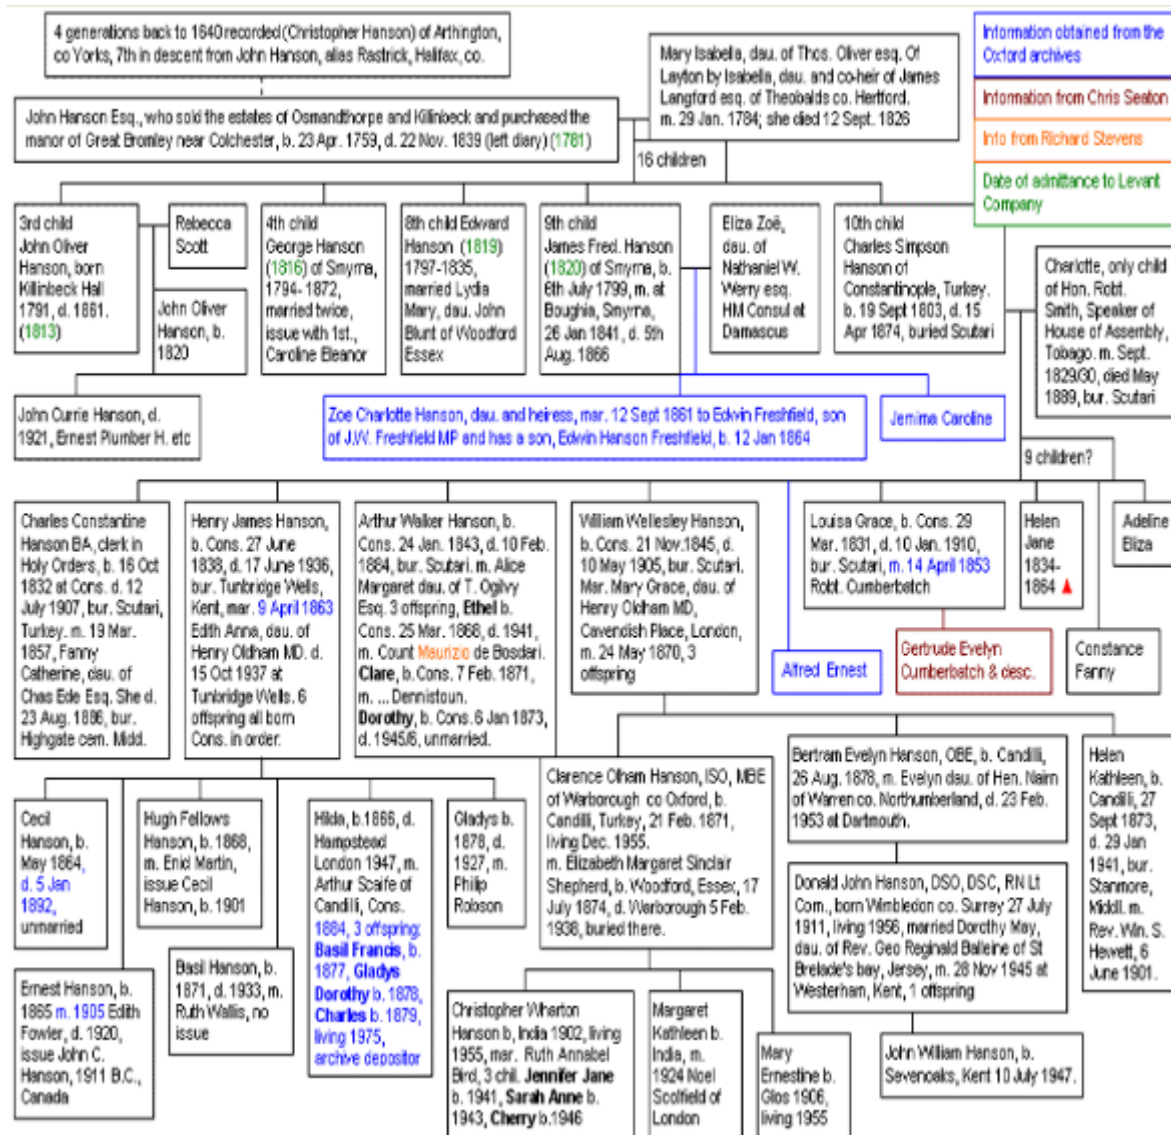 4 generations back to 1640 recorded (Christopher Hanson) of Arthington,
co Yorks, 7th in descent from John Hanson, alias Rastrick, Halifax, co.
Mary Isabella, dau. of Thos. Oliver esq. Of
Layton by Isabella, dau. and co-heir of James
Langford esq. of Theobalds co. Hertford.
m. 29 Jan. 1784; she died 12 Sept. 1826
Information obtained from the
Oxford archives
Information from Chris Seaton
Info from Richard Stevens
Date of admittance to Levant
Company
John Hanson Esq., who sold the estates of Osmandthorpe and Killinbeck and purchased the
manor of Great Bromley near Colchester, b. 23 Apr. 1759, d. 22 Nov. 1839 (left diary) (1781)
16 children
3rd child
John Oliver
Hanson, born
Killinbeck Hall
1791, d. 1861.
(1813)
Rebecca
Scott
John Oliver
Hanson, b.
1820
4th child
George Hanson
(1816) of Smyrna,
1794- 1872,
married twice,
issue with 1st.,
Caroline Eleanor
8th child Edward
Hanson (1819)
1797-1835,
married Lydia
Mary, dau. John
Blunt of Woodford
Essex
9th child
James Fred. Hanson
(1820) of Smyrna, b.
6th July 1799, m. at
Boughia, Smyrna,
26 Jan 1841, d. 5th
Aug. 1866
Eliza Zoë,
dau. of
Nathaniel W.
Werry esq.
HM Consul at
Damascus
10th child
Charles Simpson
Hanson of
Constantinople, Turkey.
b. 19 Sept 1803, d. 15
Apr 1874, buried Scutari
Charlotte, only child
of Hon. Robt.
Smith, Speaker of
House of Assembly,
Tobago. m. Sept.
1829/30, died May
1889, bur. Scutari
John Currie Hanson, d.
1921, Ernest Plumber H. etc
Zoe Charlotte Hanson, dau. and heiress, mar. 12 Sept 1861 to Edwin Freshfield, son
of J.W. Freshfield MP and has a son, Edwin Hanson Freshfield, b. 12 Jan 1864
Jemima Caroline
9 children?
Charles Constantine
Hanson BA, clerk in
Holy Orders, b. 16 Oct
1832 at Cons. d. 12
July 1907, bur. Scutari,
Turkey. m. 19 Mar.
1857, Fanny
Catherine, dau. of
Chas Ede Esq. She d.
23 Aug. 1886, bur.
Highgate cem. Midd.
Henry James Hanson,
b. Cons. 27 June
1838, d. 17 June 1936,
bur. Tunbridge Wells,
Kent, mar. 9 April 1863
Edith Anna, dau. of
Henry Oldham MD. d.
15 Oct 1937 at
Tunbridge Wells. 6
offspring all born
Cons. in order.
Arthur Walker Hanson, b.
Cons. 24 Jan. 1843, d. 10 Feb.
1884, bur. Scutari. m. Alice
Margaret dau. of T. Ogilvy
Esq. 3 offspring, Ethel b.
Cons. 25 Mar. 1868, d. 1941,
m. Count Maurizio de Bosdari.
Clare, b. Cons. 7 Feb. 1871,
m. ... Dennistoun.
Dorothy, b. Cons. 6 Jan 1873,
d. 1945/6, unmarried.
William Wellesley Hanson,
b. Cons. 21 Nov.1845, d.
10 May 1905, bur. Scutari.
Mar. Mary Grace, dau. of
Henry Oldham MD,
Cavendish Place, London,
m. 24 May 1870, 3
offspring
Louisa Grace, b. Cons. 29
Mar. 1831, d. 10 Jan. 1910,
bur. Scutari, m. 14 April 1853
Robt. Cumberbatch
Helen
Jane
1834-
1864
Adeline
Eliza
Alfred Ernest
Gertrude Evelyn
Cumberbatch & desc.
Constance
Fanny
Cecil
Hanson, b.
May 1864,
d. 5 Jan
1892,
unmarried
Hugh Fellows
Hanson, b. 1868,
m. Enid Martin,
issue Cecil
Hanson, b. 1901
Hilda, b.1866, d.
Hampstead
London 1947, m.
Arthur Scaife of
Candilli, Cons.
1884, 3 offspring:
Basil Francis, b.
1877, Gladys
Dorothy b. 1878,
Charles b. 1879,
living 1975,
archive depositor
Gladys b.
1878, d.
1927, m.
Philip
Robson
Clarence Olham Hanson, ISO, MBE
of Warborough co Oxford, b.
Candilli, Turkey, 21 Feb. 1871,
living Dec. 1955.
m. Elizabeth Margaret Sinclair
Shepherd, b. Woodford, Essex, 17
July 1874, d. Warborough 5 Feb.
1938, buried there.
Bertram Evelyn Hanson, OBE, b. Candilli,
26 Aug. 1878, m. Evelyn dau. of Hen. Nairn
of Warren co. Northumberland, d. 23 Feb.
1953 at Dartmouth.
Helen
Kathleen, b.
Candilli, 27
Sept 1873,
d. 29 Jan
1941, bur.
Stanmore,
Middl. m.
Rev. Win. S.
Hewett, 6
June 1901.
Ernest Hanson, b.
1865 m. 1905 Edith
Fowler, d. 1920,
issue John C.
Hanson, 1911 B.C.,
Canada
Basil Hanson, b.
1871, d. 1933, m.
Ruth Wallis, no
issue
Donald John Hanson, DSO, DSC, RN Lt
Com., born Wimbledon co. Surrey 27 July
1911, living 1956, married Dorothy May,
dau. of Rev. Geo Reginald Balleine of St
Brelade's bay, Jersey, m. 28 Nov 1945 at
Westerham, Kent, 1 offspring
Christopher Wharton
Hanson b, India 1902, living
1955, mar. Ruth Annabel
Bird, 3 chil. Jennifer Jane
b. 1941, Sarah Anne b.
1943, Cherry b.1946
Margaret
Kathleen b.
India, m.
1924 Noel
Scolfield of
London
Mary
Ernestine b.
Glos 1906,
living 1955
John William Hanson, b.
Sevenoaks, Kent 10 July 1947.